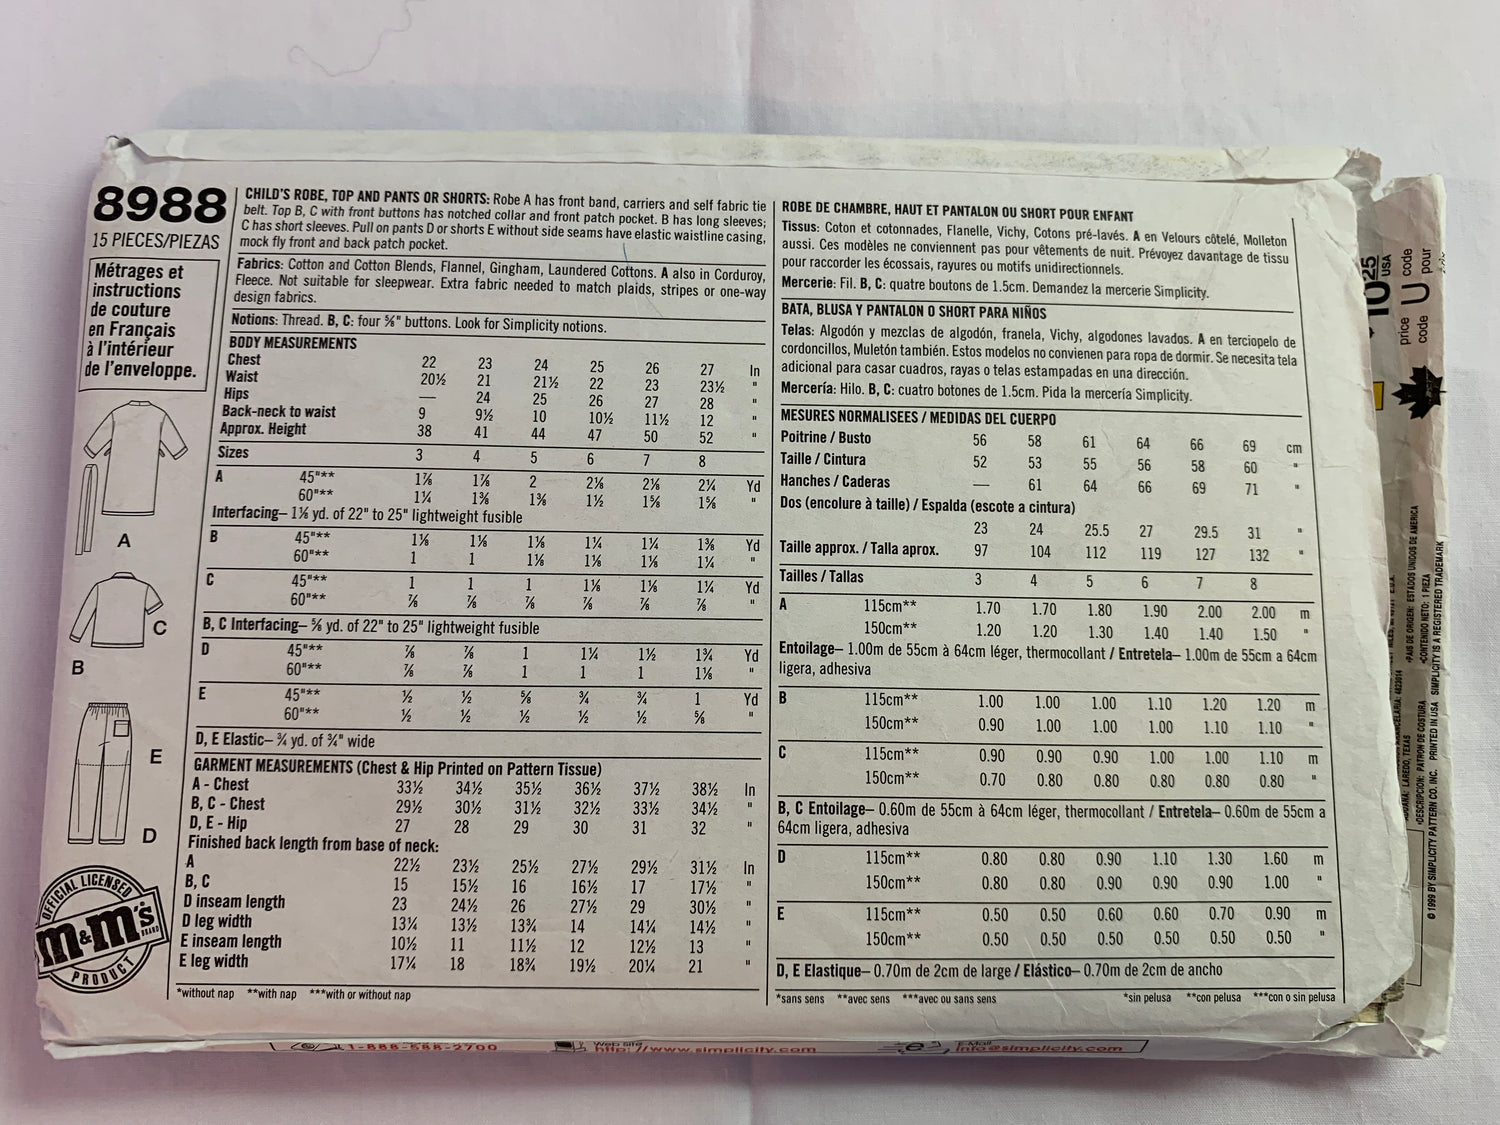 8988
15 PIECES/PIEZAS
Métrages et
instructions
de couture
en Français
à l'intérieur
de l'enveloppe.
A
C
B
E
D
OFFICIAL LICENSED
m&m's
BRAND
PRODUCT
CHILD'S ROBE, TOP AND PANTS OR SHORTS: Robe A has front band, carriers and self fabric tie
belt. Top B, C with front buttons has notched collar and front patch pocket. B has long sleeves;
C has short sleeves. Pull on pants D or shorts E without side seams have elastic waistline casing,
mock fly front and back patch pocket.
Fabrics: Cotton and Cotton Blends, Flannel, Gingham, Laundered Cottons. A also in Corduroy,
Fleece. Not suitable for sleepwear. Extra fabric needed to match plaids, stripes or one-way
design fabrics.
Notions: Thread. B, C: four ⅝" buttons. Look for Simplicity notions.
BODY MEASUREMENTS
Chest 22 23 24 25 26 27 In
Waist 20½ 21 21½ 22 23 23½ "
Hips — 24 25 26 27 28 "
Back-neck to waist 9 9½ 10 10½ 11½ 12 "
Approx. Height 38 41 44 47 50 52 "
Sizes 3 4 5 6 7 8
A 45"** 1⅞ 1⅞ 2 2⅛ 2⅛ 2¼ Yd
60"** 1¼ 1⅜ 1⅜ 1½ 1⅝ 1⅝ "
Interfacing– 1⅛ yd. of 22" to 25" lightweight fusible
B 45"** 1⅛ 1⅛ 1⅛ 1¼ 1¼ 1⅜ Yd
60"** 1 1 1⅛ 1⅛ 1⅛ 1¼ "
C 45"** 1 1 1 1⅛ 1⅛ 1¼ Yd
60"** ⅞ ⅞ ⅞ ⅞ ⅞ ⅞ "
B, C Interfacing– ⅝ yd. of 22" to 25" lightweight fusible
D 45"** ⅞ ⅞ 1 1¼ 1½ 1¾ Yd
60"** ⅞ ⅞ 1 1 1 1⅛ "
E 45"** ½ ½ ⅝ ¾ ¾ 1 Yd
60"** ½ ½ ½ ½ ½ ⅝ "
D, E Elastic– ¾ yd. of ¾" wide
GARMENT MEASUREMENTS (Chest & Hip Printed on Pattern Tissue)
A - Chest 33½ 34½ 35½ 36½ 37½ 38½ In
B, C - Chest 29½ 30½ 31½ 32½ 33½ 34½ "
D, E - Hip 27 28 29 30 31 32 "
Finished back length from base of neck:
A 22½ 23½ 25½ 27½ 29½ 31½ In
B, C 15 15½ 16 16½ 17 17½ "
D inseam length 23 24½ 26 27½ 29 30½ "
D leg width 13¼ 13½ 13¾ 14 14¼ 14½ "
E inseam length 10½ 11 11½ 12 12½ 13 "
E leg width 17¼ 18 18¾ 19½ 20¼ 21 "
*without nap **with nap ***with or without nap
ROBE DE CHAMBRE, HAUT ET PANTALON OU SHORT POUR ENFANT
Tissus: Coton et cotonnades, Flanelle, Vichy, Cotons pré-lavés. A en Velours côtelé, Molleton
aussi. Ces modèles ne conviennent pas pour vêtements de nuit. Prévoyez davantage de tissu
pour raccorder les écossais, rayures ou motifs unidirectionnels.
Mercerie: Fil. B, C: quatre boutons de 1.5cm. Demandez la mercerie Simplicity.
BATA, BLUSA Y PANTALON O SHORT PARA NIÑOS
Telas: Algodón y mezclas de algodón, franela, Vichy, algodones lavados. A en terciopelo de
cordoncillos, Muletón también. Estos modelos no convienen para ropa de dormir. Se necesita tela
adicional para casar cuadros, rayas o telas estampadas en una dirección.
Mercería: Hilo. B, C: cuatro botones de 1.5cm. Pida la mercería Simplicity.
MESURES NORMALISEES / MEDIDAS DEL CUERPO
Poitrine / Busto 56 58 61 64 66 69 cm
Taille / Cintura 52 53 55 56 58 60 "
Hanches / Caderas — 61 64 66 69 71 "
Dos (encolure à taille) / Espalda (escote a cintura)
23 24 25.5 27 29.5 31 "
Taille approx. / Talla aprox. 97 104 112 119 127 132 "
Tailles / Tallas 3 4 5 6 7 8
A 115cm** 1.70 1.70 1.80 1.90 2.00 2.00 m
150cm** 1.20 1.20 1.30 1.40 1.40 1.50 "
Entoilage– 1.00m de 55cm à 64cm léger, thermocollant / Entretela– 1.00m de 55cm a 64cm
ligera, adhesiva
B 115cm** 1.00 1.00 1.00 1.10 1.20 1.20 m
150cm** 0.90 1.00 1.00 1.00 1.10 1.10 "
C 115cm** 0.90 0.90 0.90 1.00 1.00 1.10 m
150cm** 0.70 0.80 0.80 0.80 0.80 0.80 "
B, C Entoilage– 0.60m de 55cm à 64cm léger, thermocollant / Entretela– 0.60m de 55cm a
64cm ligera, adhesiva
D 115cm** 0.80 0.80 0.90 1.10 1.30 1.60 m
150cm** 0.80 0.80 0.90 0.90 0.90 1.00 "
E 115cm** 0.50 0.50 0.60 0.60 0.70 0.90 m
150cm** 0.50 0.50 0.50 0.50 0.50 0.50 "
D, E Elastique– 0.70m de 2cm de large / Elástico– 0.70m de 2cm de ancho
*sans sens **avec sens ***avec ou sans sens
*sin pelusa **con pelusa ***con o sin pelusa
1-888-588-2700
Web Site
http://www.simplicity.com
E-Mail
info@simplicity.com
USA
price code
code pour
U
LAREDO, TEXAS
•PAIS DE ORIGEN: ESTADOS UNIDOS DE AMERICA
•DESCRIPCION: PATRON DE COSTURA •CONTENIDO NETO: 1 PIEZA
© 1999 BY SIMPLICITY PATTERN CO. INC. PRINTED IN USA SIMPLICITY IS A REGISTERED TRADEMARK